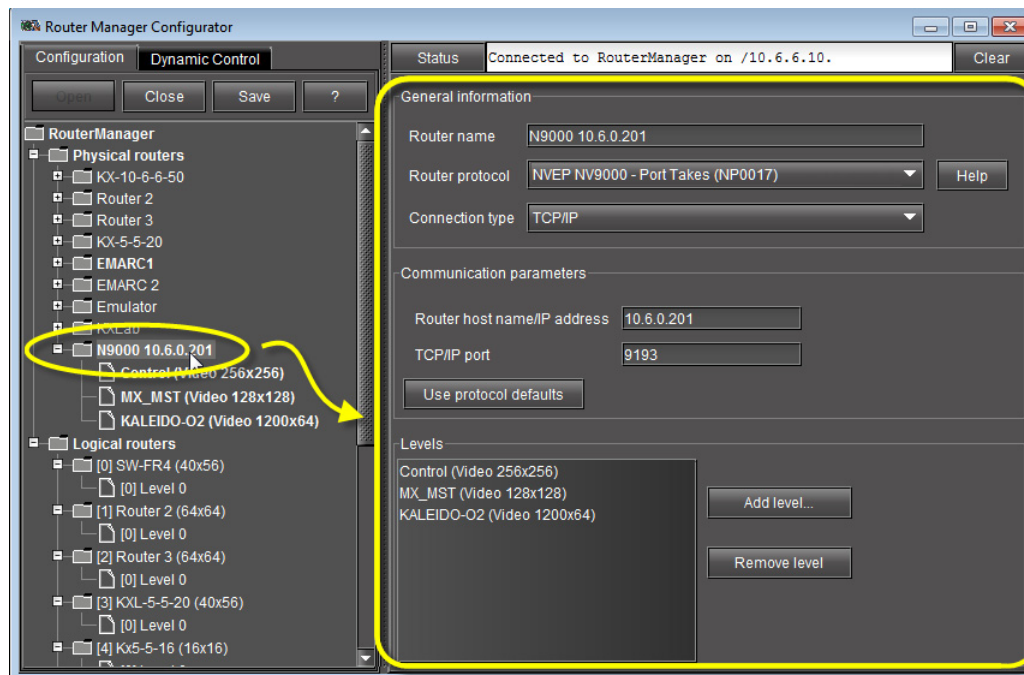 Router Manager Configurator
Configuration
Dynamic Control
Open
Close
Save
?
RouterManager
Physical routers
KX-10-6-6-50
Router 2
Router 3
KX-5-5-20
EMARC1
EMARC 2
Emulator
KXLab
N9000 10.6.0.201
Control (Video 256x256)
MX_MST (Video 128x128)
KALEIDO-O2 (Video 1200x64)
Logical routers
[0] SW-FR4 (40x56)
[0] Level 0
[1] Router 2 (64x64)
[0] Level 0
[2] Router 3 (64x64)
[0] Level 0
[3] KXL-5-5-20 (40x56)
[0] Level 0
[4] Kx5-5-16 (16x16)
Status
Connected to RouterManager on /10.6.6.10.
Clear
General information
Router name
N9000 10.6.0.201
Router protocol
NVEP NV9000 - Port Takes (NP0017)
Help
Connection type
TCP/IP
Communication parameters
Router host name/IP address
10.6.0.201
TCP/IP port
9193
Use protocol defaults
Levels
Control (Video 256x256)
MX_MST (Video 128x128)
KALEIDO-O2 (Video 1200x64)
Add level...
Remove level